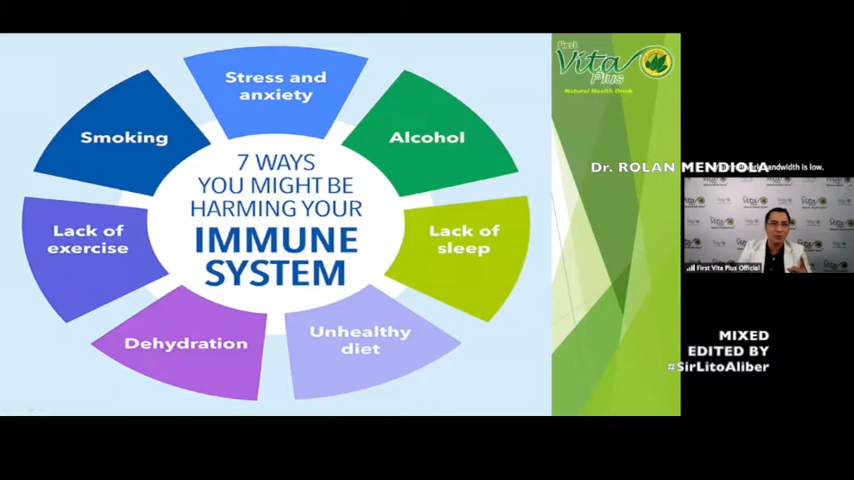 Stress and
anxiety
Alcohol
Lack of
sleep
Unhealthy
diet
Dehydration
Lack of
exercise
Smoking
7 WAYS
YOU MIGHT BE
HARMING YOUR
IMMUNE
SYSTEM
First
Vita
Plus
Natural Health Drink
Dr. ROLAN MENDIOLA
bandwidth is low.
First Vita Plus Official
MIXED
EDITED BY
#SirLitoAliber